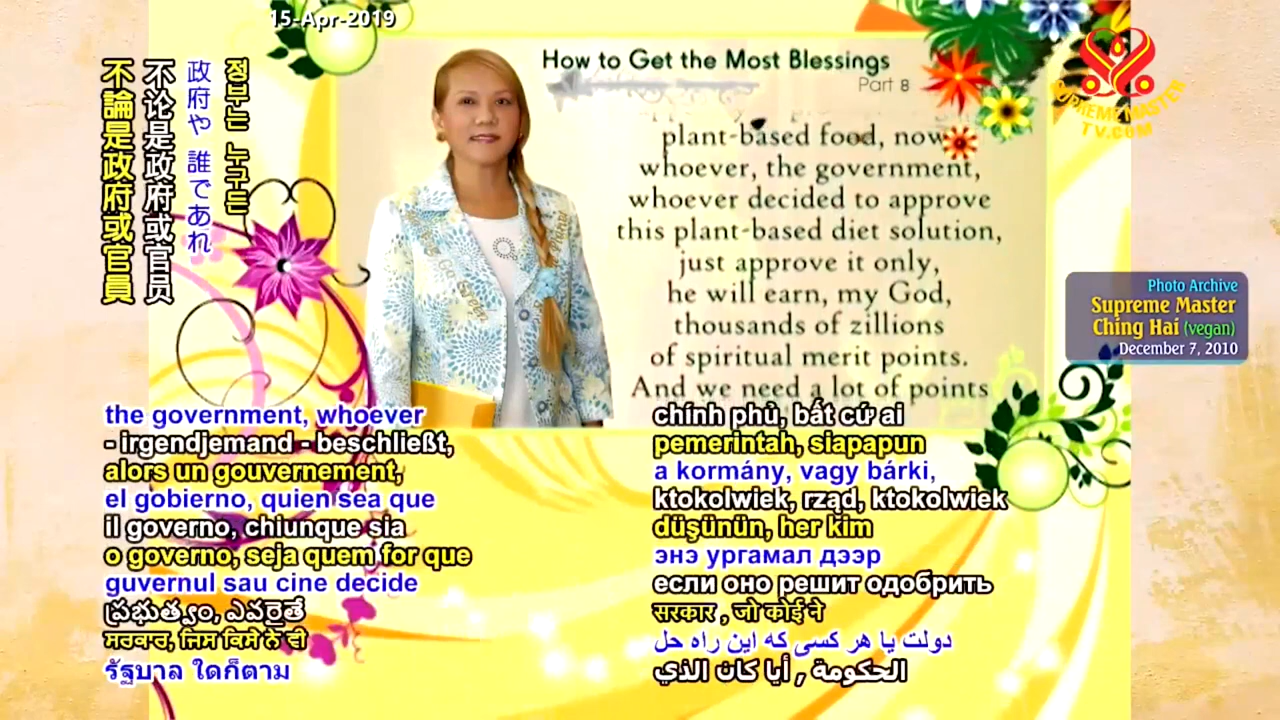 15-Apr-2019
How to Get the Most Blessings
Part 8
plant-based food, now
whoever, the government,
whoever decided to approve
this plant-based diet solution,
just approve it only,
he will earn, my God,
thousands of zillions
of spiritual merit points.
And we need a lot of points
SUPREME MASTER
TV.COM
Photo Archive
Supreme Master
Ching Hai (vegan)
December 7, 2010
정부는 누구든
政府や 誰であれ
不论是政府或官员
不論是政府或官員
the government, whoever
- irgendjemand - beschließt,
alors un gouvernement,
el gobierno, quien sea que
il governo, chiunque sia
o governo, seja quem for que
guvernul sau cine decide
ప్రభుత్వం, ఎవరైతే
ਸਰਕਾਰ, ਜਿਸ ਕਿਸੇ ਨੇ ਵੀ
รัฐบาล ใดก็ตาม
chính phủ, bất cứ ai
pemerintah, siapapun
a kormány, vagy bárki,
ktokolwiek, rząd, ktokolwiek
düşünün, her kim
энэ ургамал дээр
если оно решит одобрить
सरकार , जो कोई ने
دولت یا هر کسی که این راه حل
الحكومة , أيا كان الذي